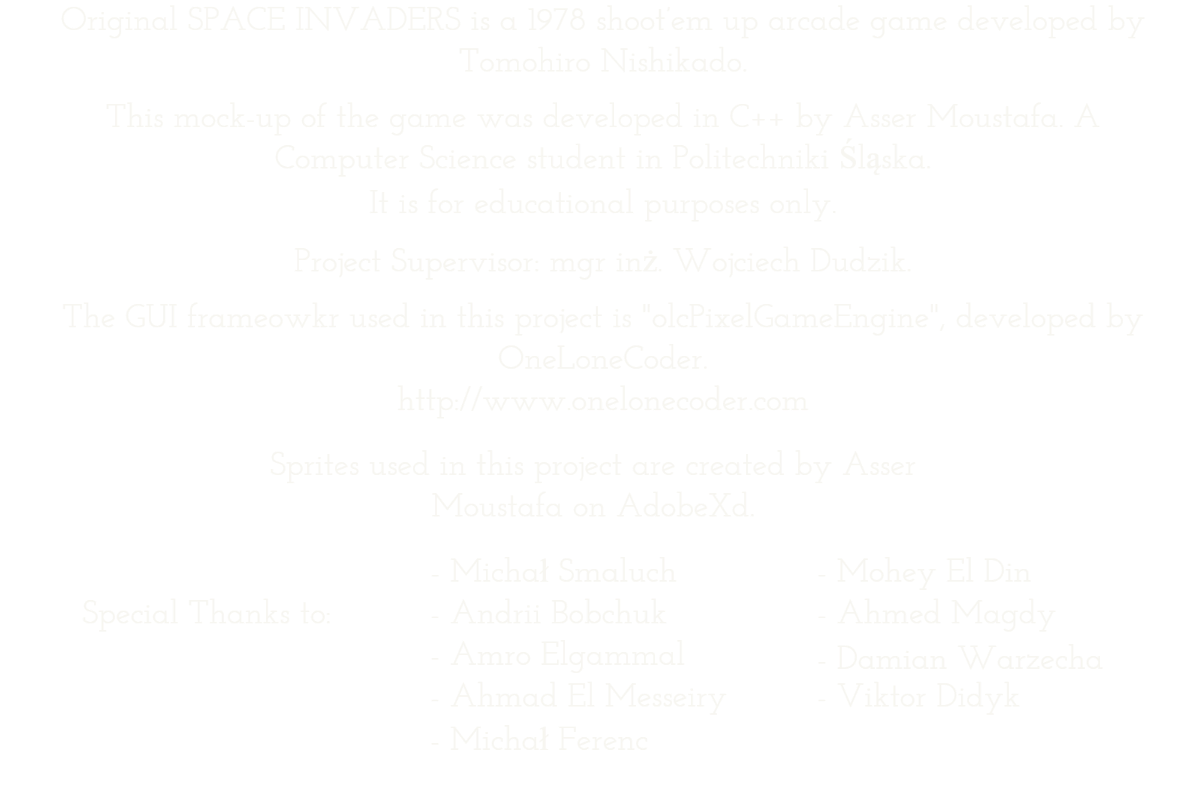 Original SPACE INVADERS is a 1978 shoot'em up arcade game developed by
Tomohiro Nishikado.
This mock-up of the game was developed in C++ by Asser Moustafa. A
Computer Science student in Politechniki Śląska.
It is for educational purposes only.
Project Supervisor: mgr inż. Wojciech Dudzik.
The GUI frameowkr used in this project is "olcPixelGameEngine", developed by
OneLoneCoder.
http://www.onelonecoder.com
Sprites used in this project are created by Asser
Moustafa on AdobeXd.
Special Thanks to:
- Michał Smaluch
- Andrii Bobchuk
- Amro Elgammal
- Ahmad El Messeiry
- Michał Ferenc
- Mohey El Din
- Ahmed Magdy
- Damian Warzecha
- Viktor Didyk